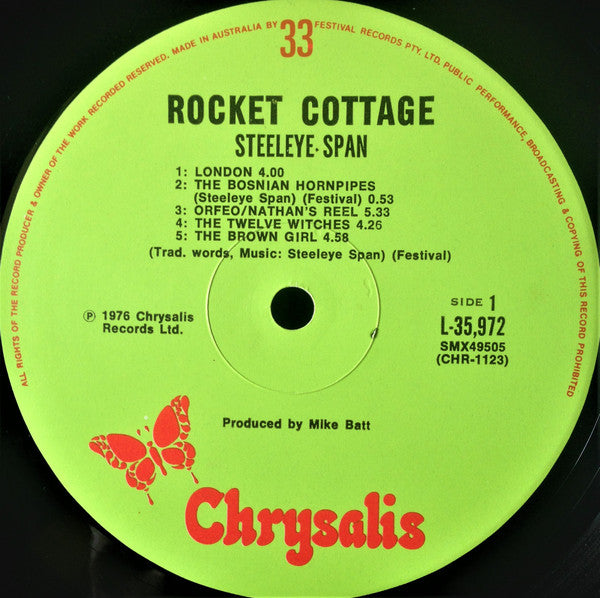 ALL RIGHTS OF THE RECORD PRODUCER & OWNER OF THE WORK RECORDED RESERVED. MADE IN AUSTRALIA BY FESTIVAL RECORDS PTY. LTD. PUBLIC PERFORMANCE, BROADCASTING & COPYING OF THIS RECORD PROHIBITED
33
ROCKET COTTAGE
STEELEYE·SPAN
1: LONDON 4.00
2: THE BOSNIAN HORNPIPES
(Steeleye Span) (Festival) 0.53
3: ORFEO/NATHAN'S REEL 5.33
4: THE TWELVE WITCHES 4.26
5: THE BROWN GIRL 4.58
(Trad. words, Music: Steeleye Span) (Festival)
℗ 1976 Chrysalis
Records Ltd.
SIDE 1
L-35,972
SMX49505
(CHR-1123)
Produced by Mike Batt
Chrysalis